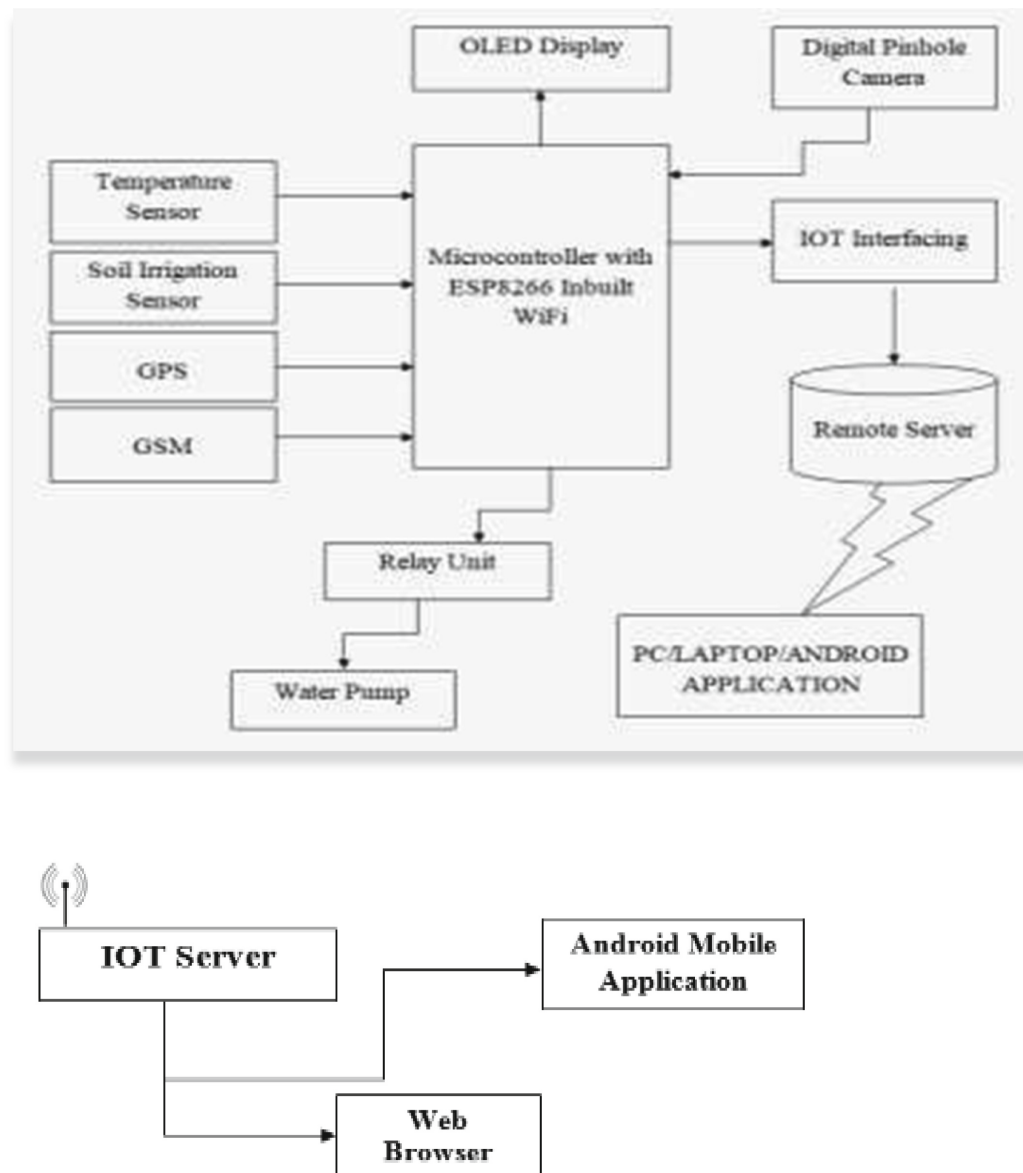 OLED Display
Digital Pinhole
Camera
Temperature
Sensor
Soil Irrigation
Sensor
GPS
GSM
Microcontroller with
ESP8266 Inbuilt
WiFi
IOT Interfacing
Remote Server
Relay Unit
Water Pump
PC/LAPTOP/ANDROID
APPLICATION
IOT Server
Android Mobile
Application
Web
Browser